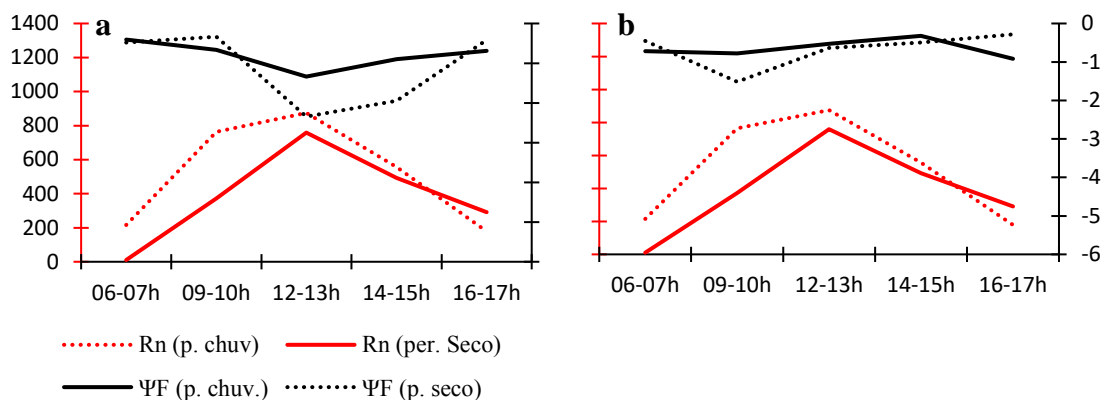 a
1400
1200
1000
800
600
400
200
0
06-07h 09-10h 12-13h 14-15h 16-17h
b
0
-1
-2
-3
-4
-5
-6
06-07h 09-10h 12-13h 14-15h 16-17h
Rn (p. chuv) Rn (per. Seco)
ΨF (p. chuv.) ΨF (p. seco)